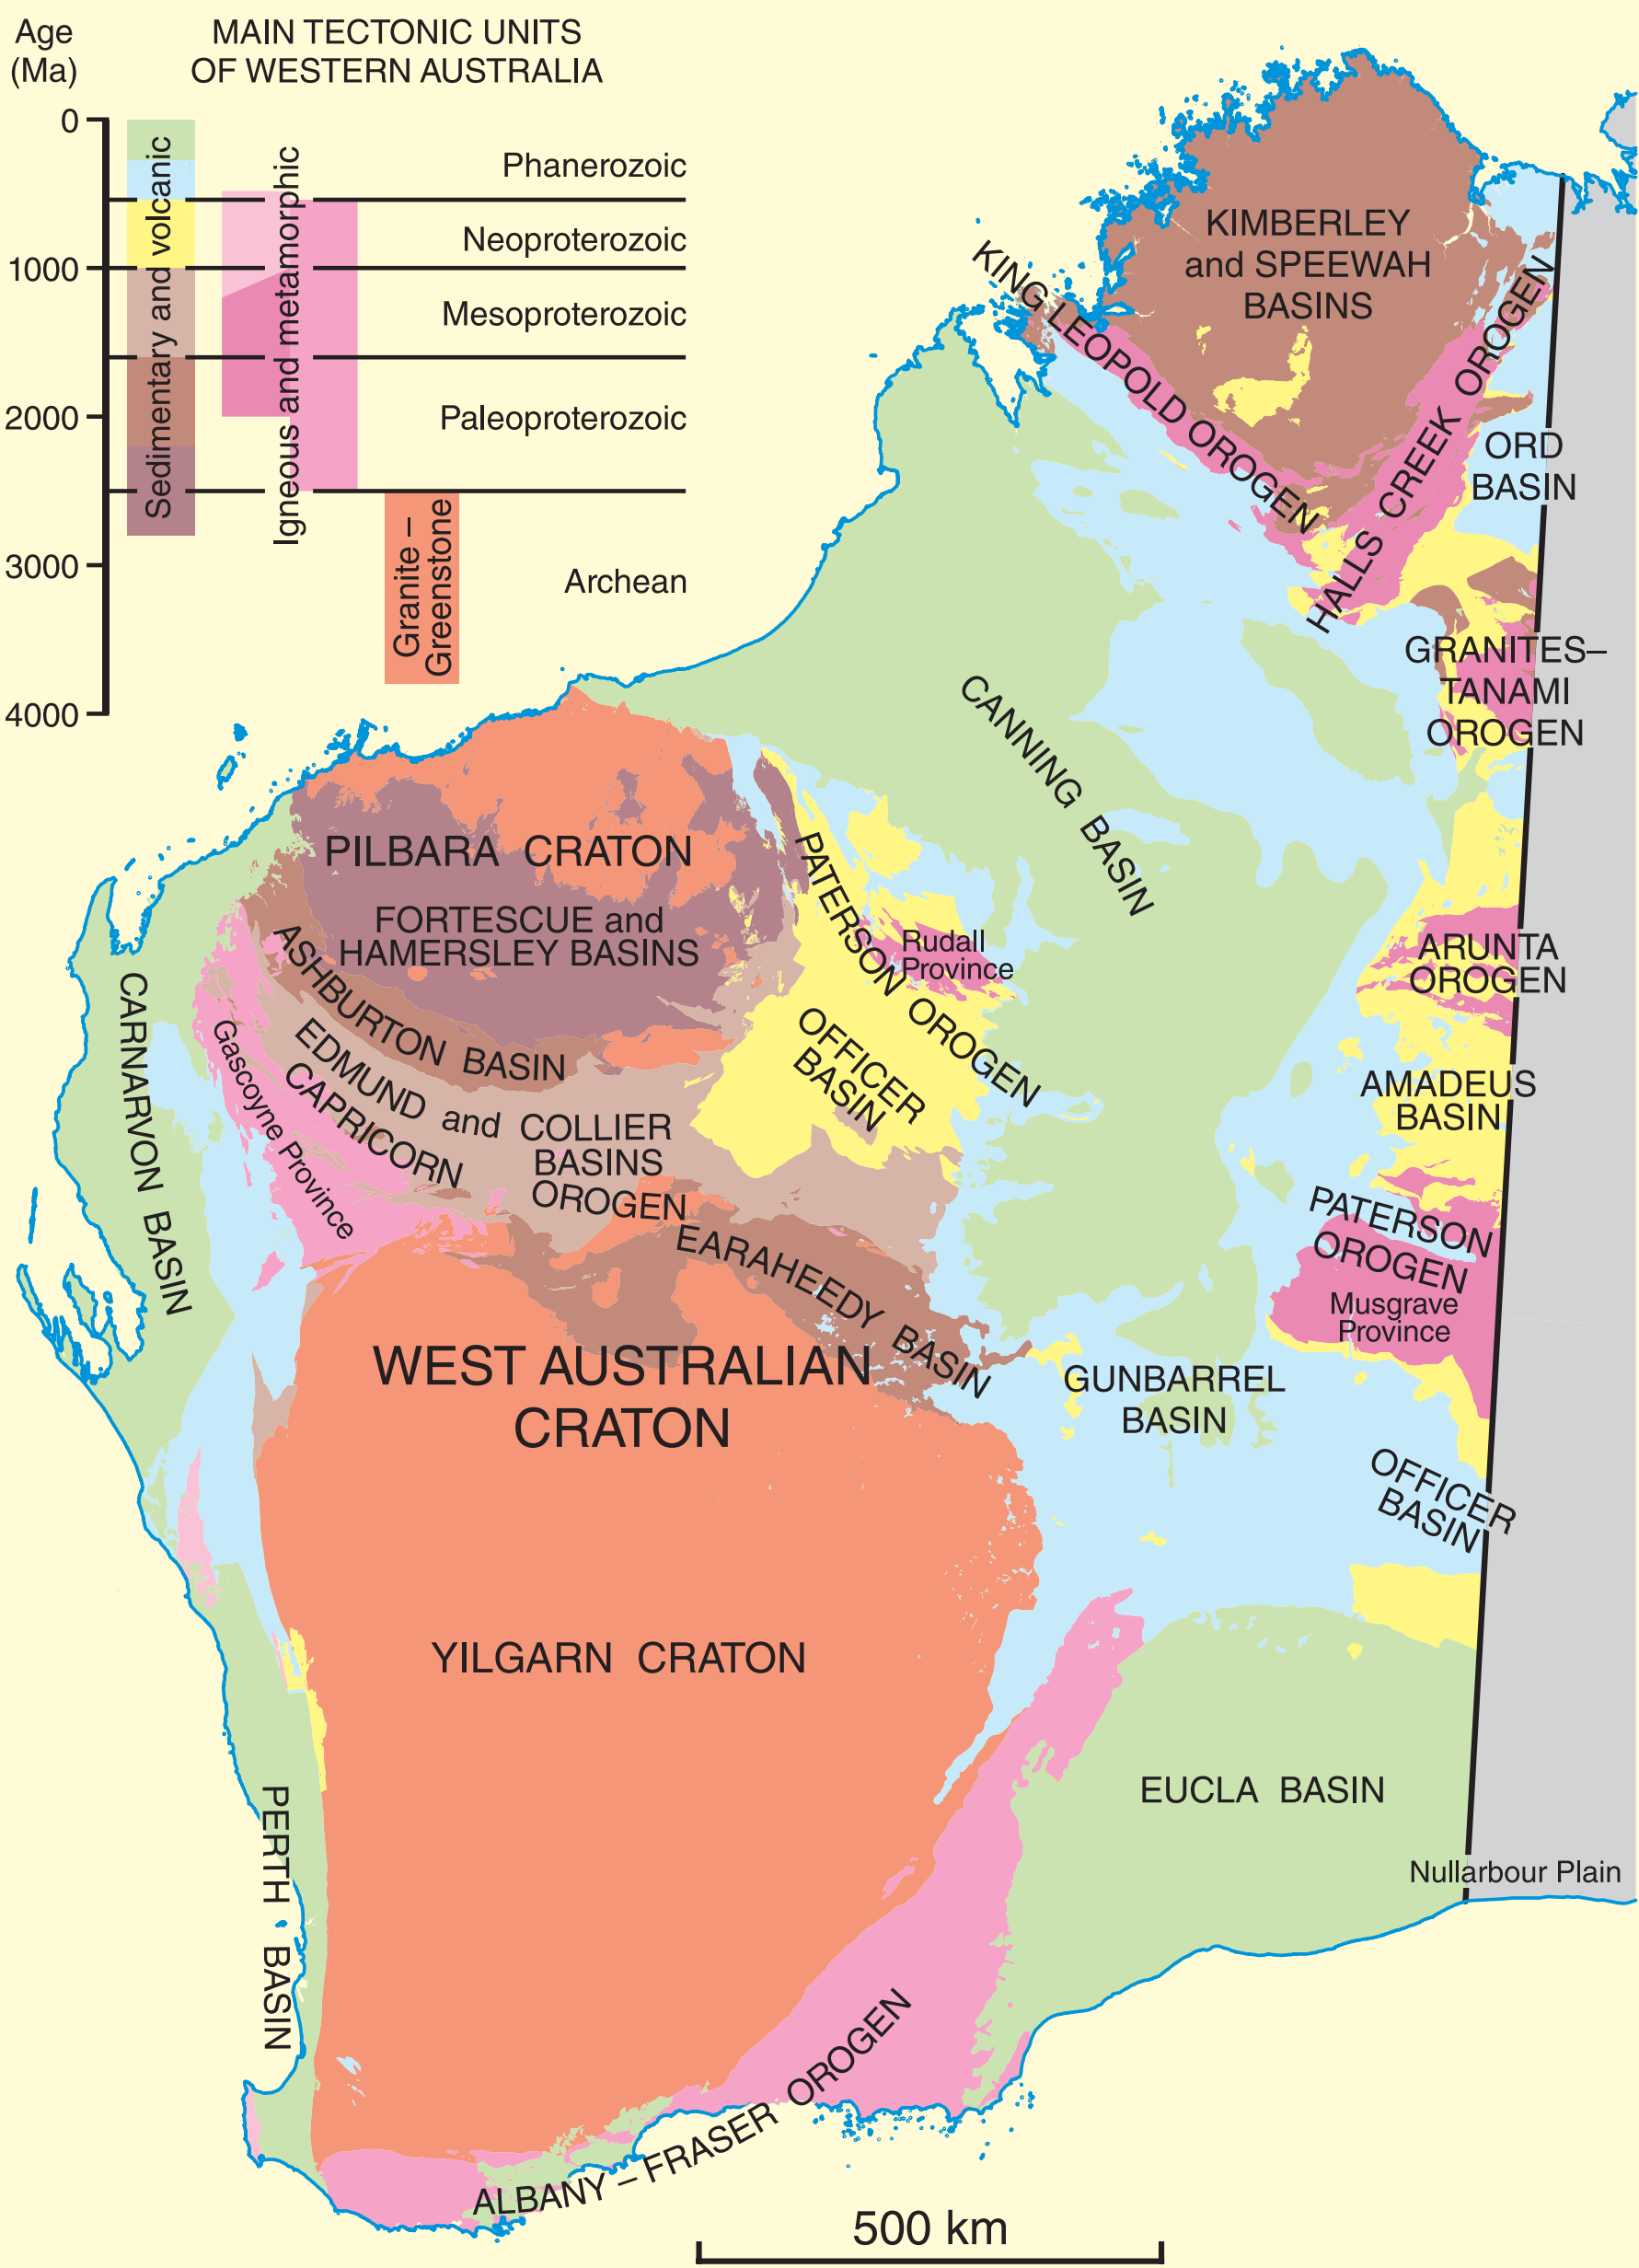 Age
(Ma)
MAIN TECTONIC UNITS
OF WESTERN AUSTRALIA
0
1000
2000
3000
4000
Sedimentary and volcanic
Igneous and metamorphic
Granite –
Greenstone
Phanerozoic
Neoproterozoic
Mesoproterozoic
Paleoproterozoic
Archean
KIMBERLEY
and SPEEWAH
BASINS
KING LEOPOLD OROGEN
HALLS CREEK OROGEN
ORD
BASIN
GRANITES–
TANAMI
OROGEN
CANNING BASIN
PILBARA CRATON
FORTESCUE and
HAMERSLEY BASINS
PATERSON OROGEN
Rudall
Province
ARUNTA
OROGEN
ASHBURTON BASIN
CARNARVON BASIN
Gascoyne Province
EDMUND and COLLIER
BASINS
CAPRICORN OROGEN
OFFICER
BASIN
AMADEUS
BASIN
PATERSON
OROGEN
Musgrave
Province
EARAHEEDY BASIN
WEST AUSTRALIAN
CRATON
GUNBARREL
BASIN
OFFICER
BASIN
YILGARN CRATON
PERTH BASIN
EUCLA BASIN
Nullarbour Plain
ALBANY – FRASER OROGEN
500 km